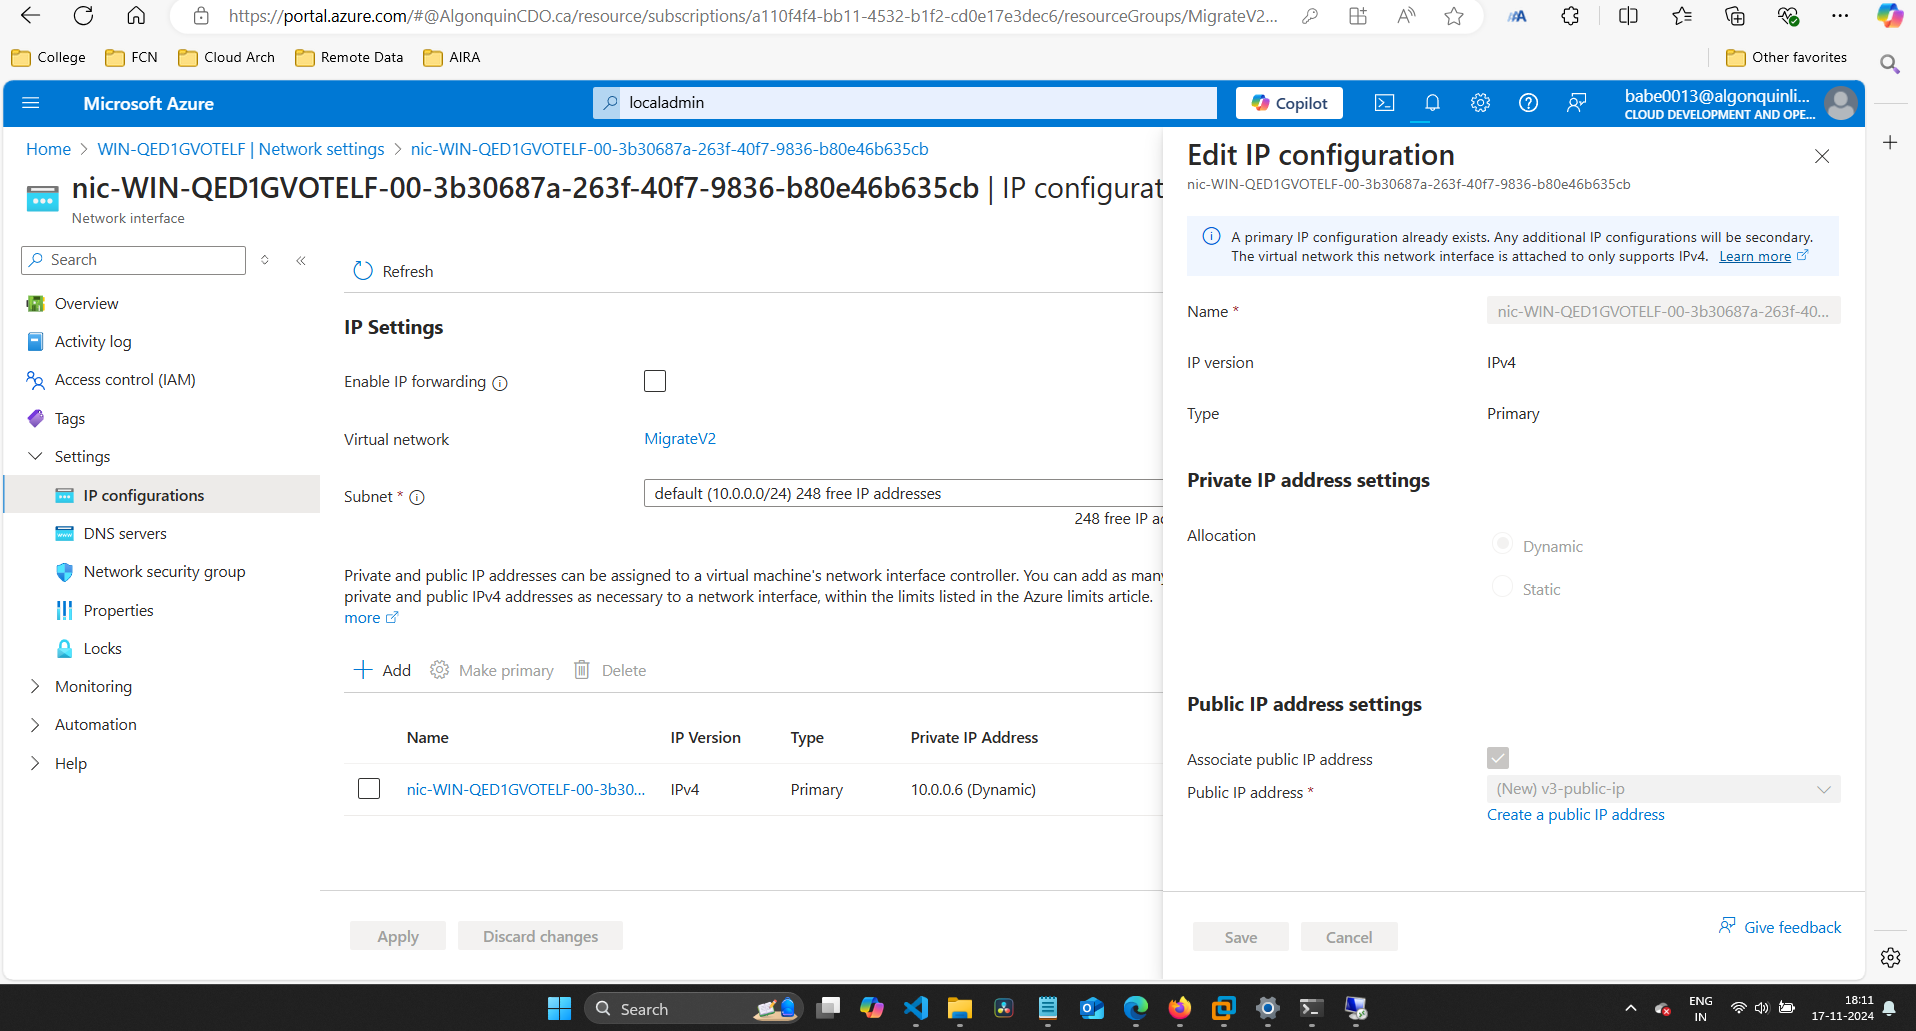 https://portal.azure.com/#@AlgonquinCDO.ca/resource/subscriptions/a110f4f4-bb11-4532-b1f2-cd0e17e3dec6/resourceGroups/MigrateV2...
College
FCN
Cloud Arch
Remote Data
AIRA
Other favorites
Microsoft Azure
localadmin
Copilot
babe0013@algonquinli...
CLOUD DEVELOPMENT AND OPE...
Home > WIN-QED1GVOTELF | Network settings > nic-WIN-QED1GVOTELF-00-3b30687a-263f-40f7-9836-b80e46b635cb
nic-WIN-QED1GVOTELF-00-3b30687a-263f-40f7-9836-b80e46b635cb | IP configurat
Network interface
Search
Overview
Activity log
Access control (IAM)
Tags
Settings
IP configurations
DNS servers
Network security group
Properties
Locks
Monitoring
Automation
Help
Refresh
IP Settings
Enable IP forwarding
Virtual network
MigrateV2
Subnet *
default (10.0.0.0/24) 248 free IP addresses
248 free IP ad
Private and public IP addresses can be assigned to a virtual machine's network interface controller. You can add as many
private and public IPv4 addresses as necessary to a network interface, within the limits listed in the Azure limits article.
more
Add
Make primary
Delete
Name
IP Version
Type
Private IP Address
nic-WIN-QED1GVOTELF-00-3b30...
IPv4
Primary
10.0.0.6 (Dynamic)
Apply
Discard changes
Edit IP configuration
nic-WIN-QED1GVOTELF-00-3b30687a-263f-40f7-9836-b80e46b635cb
A primary IP configuration already exists. Any additional IP configurations will be secondary.
The virtual network this network interface is attached to only supports IPv4. Learn more
Name *
nic-WIN-QED1GVOTELF-00-3b30687a-263f-40...
IP version
IPv4
Type
Primary
Private IP address settings
Allocation
Dynamic
Static
Public IP address settings
Associate public IP address
Public IP address *
(New) v3-public-ip
Create a public IP address
Save
Cancel
Give feedback
Search
ENG
IN
18:11
17-11-2024